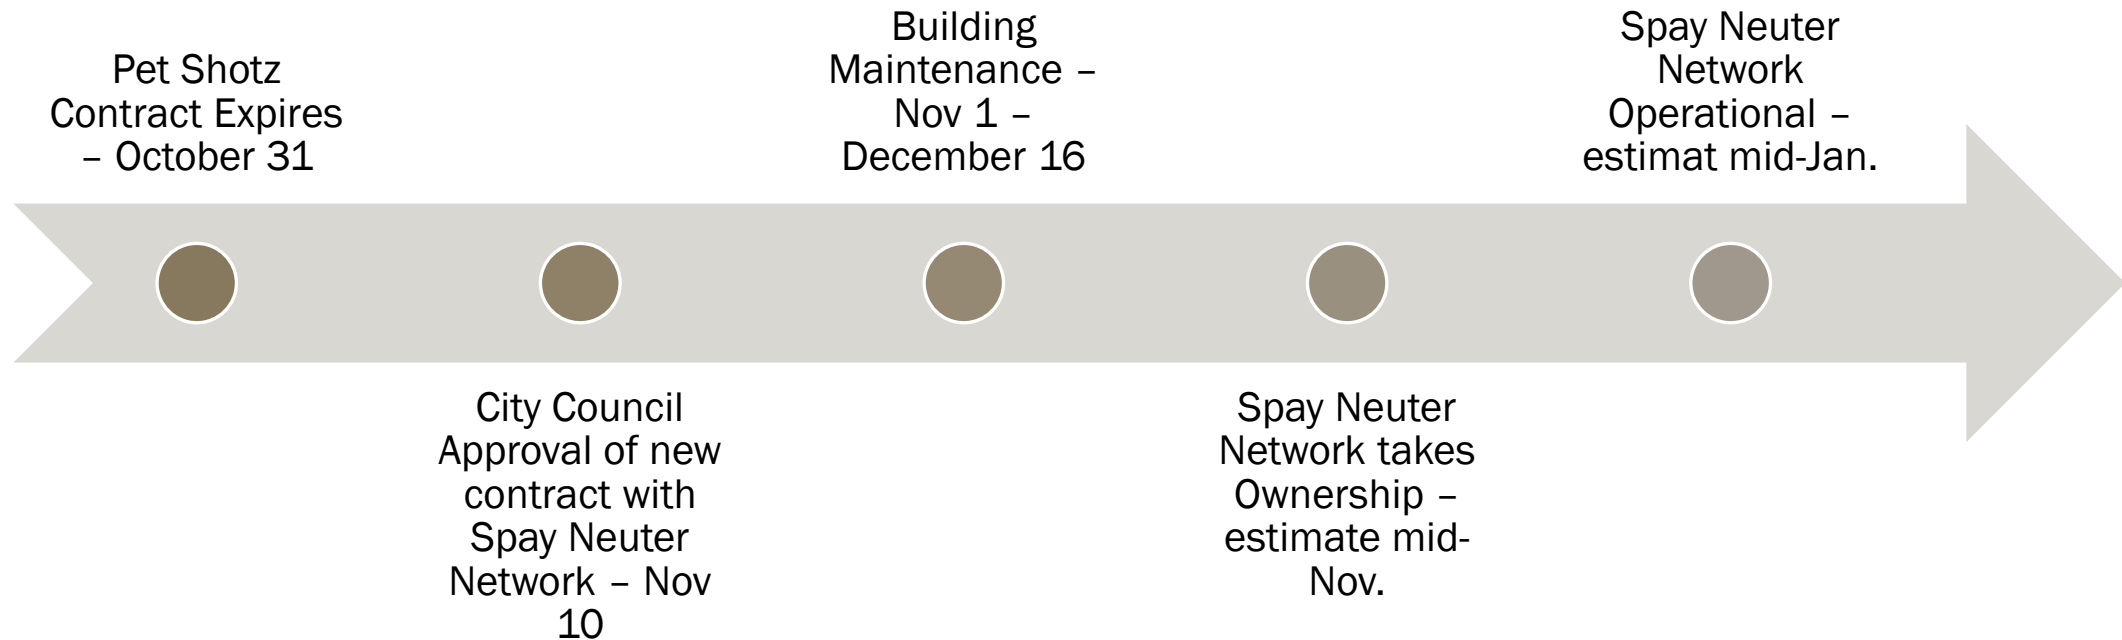 Pet Shotz
Contract Expires
– October 31
City Council
Approval of new
contract with
Spay Neuter
Network – Nov
10
Building
Maintenance –
Nov 1 –
December 16
Spay Neuter
Network takes
Ownership –
estimate mid-
Nov.
Spay Neuter
Network
Operational –
estimat mid-Jan.